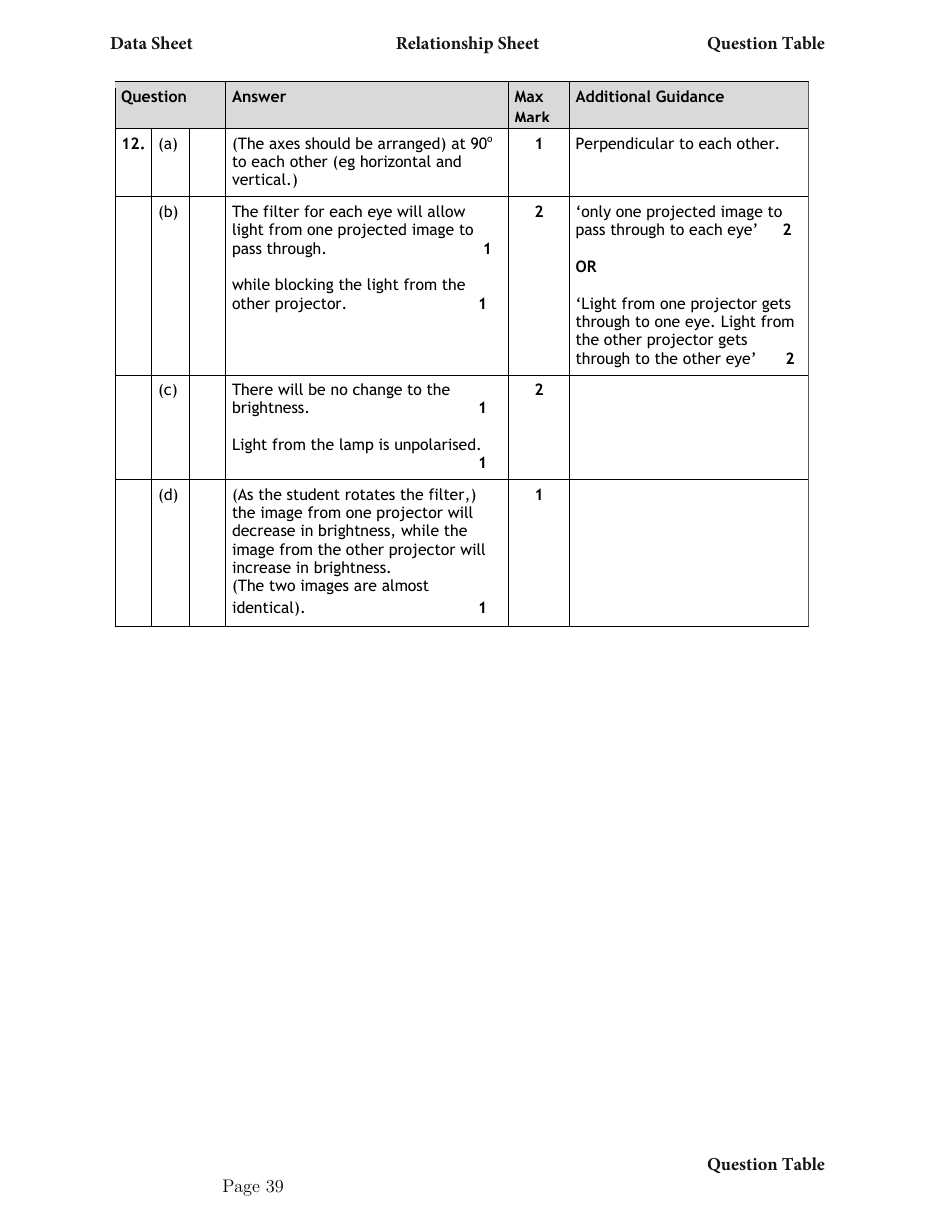 Data Sheet Relationship Sheet Question Table
Question Answer Max Mark Additional Guidance
12. (a) (The axes should be arranged) at 90º
to each other (eg horizontal and
vertical.)
1
Perpendicular to each other.
(b) The filter for each eye will allow
light from one projected image to
pass through. 1
while blocking the light from the
other projector. 1
2
‘only one projected image to
pass through to each eye’ 2
OR
‘Light from one projector gets
through to one eye. Light from
the other projector gets
through to the other eye’ 2
(c) There will be no change to the
brightness. 1
Light from the lamp is unpolarised.
1
2
(d) (As the student rotates the filter,)
the image from one projector will
decrease in brightness, while the
image from the other projector will
increase in brightness.
(The two images are almost
identical). 1
1
Question Table
Page 39